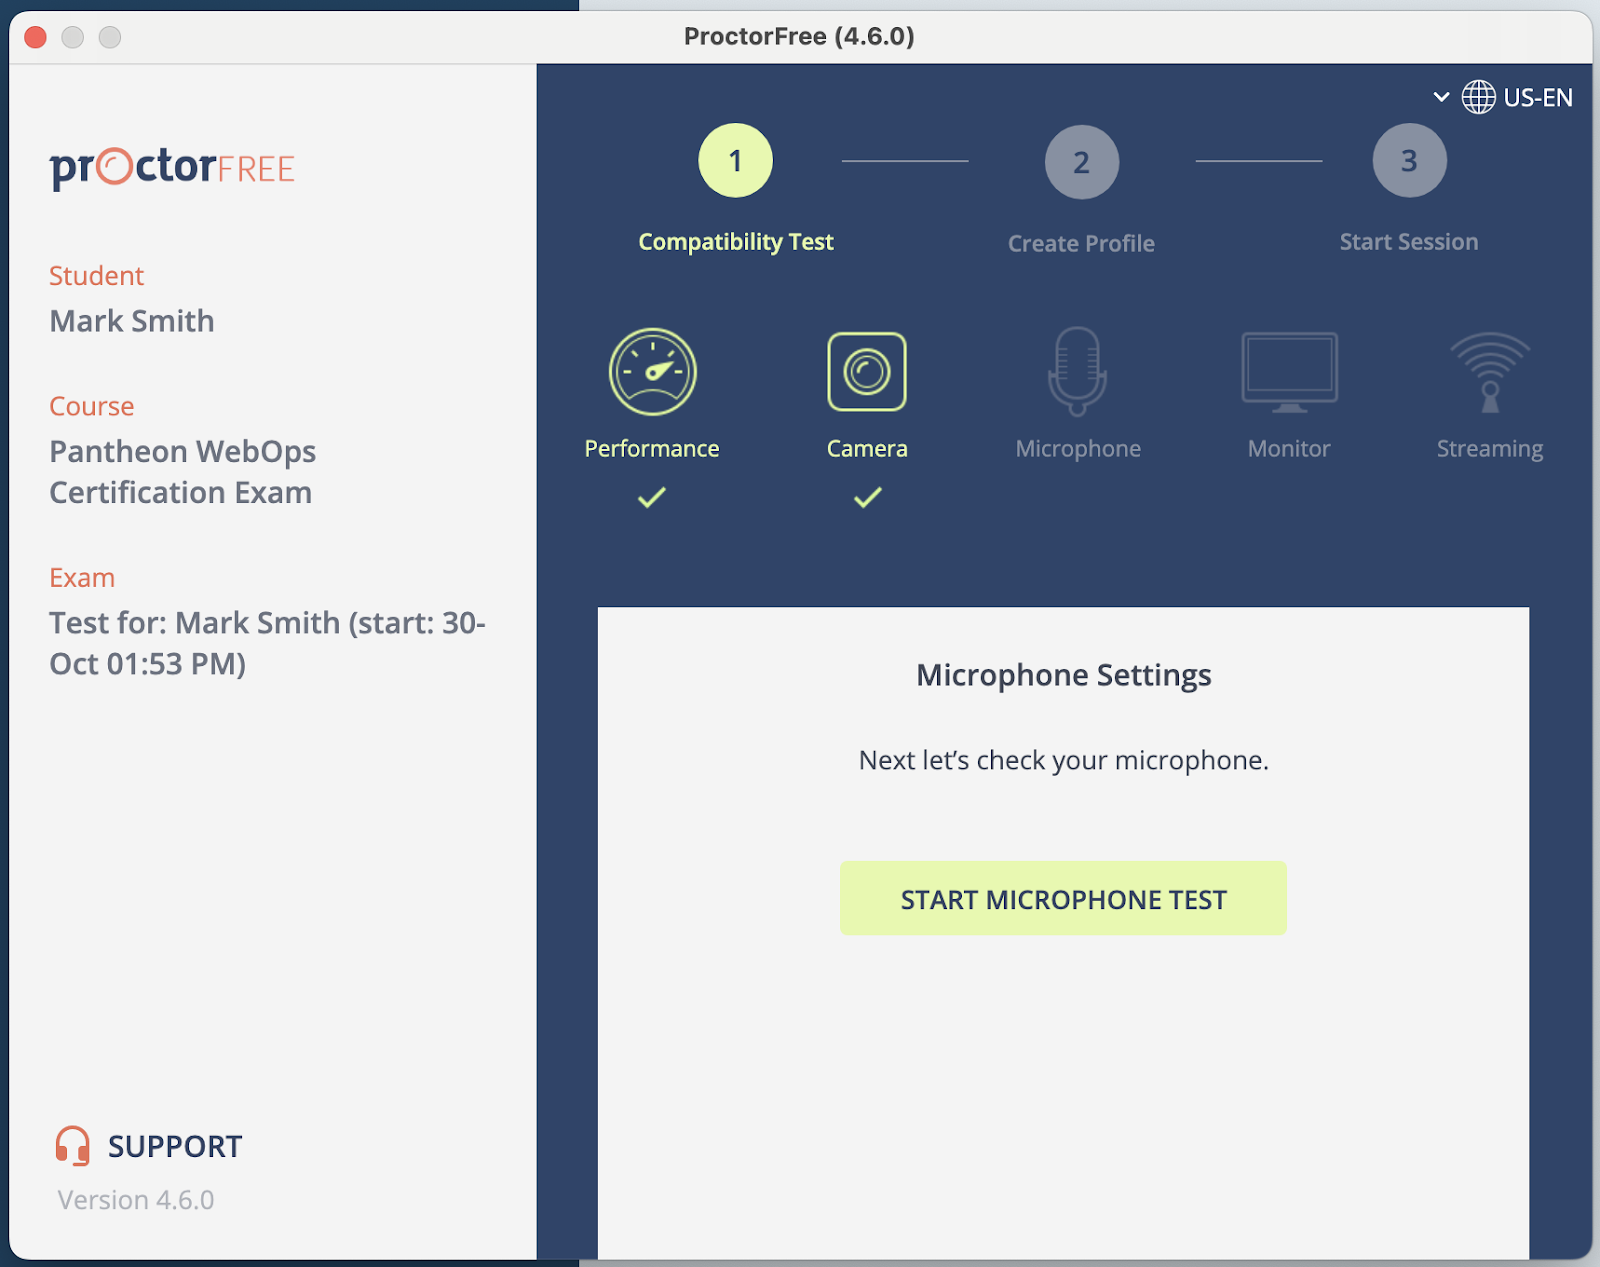 ProctorFree (4.6.0)
US-EN
proctorFREE
Student
Mark Smith
Course
Pantheon WebOps
Certification Exam
Exam
Test for: Mark Smith (start: 30-
Oct 01:53 PM)
SUPPORT
Version 4.6.0
1
2
3
Compatibility Test
Create Profile
Start Session
Performance
Camera
Microphone
Monitor
Streaming
Microphone Settings
Next let’s check your microphone.
START MICROPHONE TEST